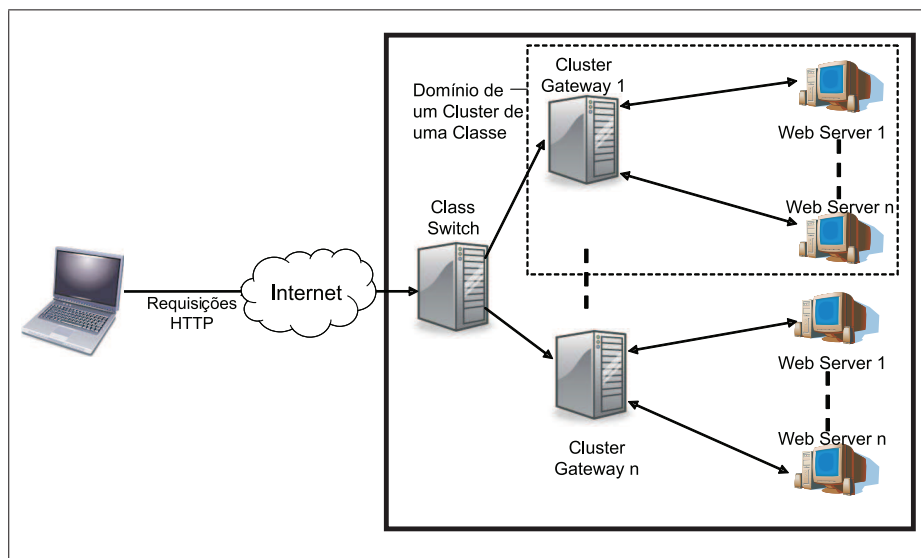 Cluster
Gateway 1
Domínio de
um Cluster de
uma Classe
Web Server 1
Web Server n
Class
Switch
Internet
Requisições
HTTP
Web Server 1
Web Server n
Cluster
Gateway n